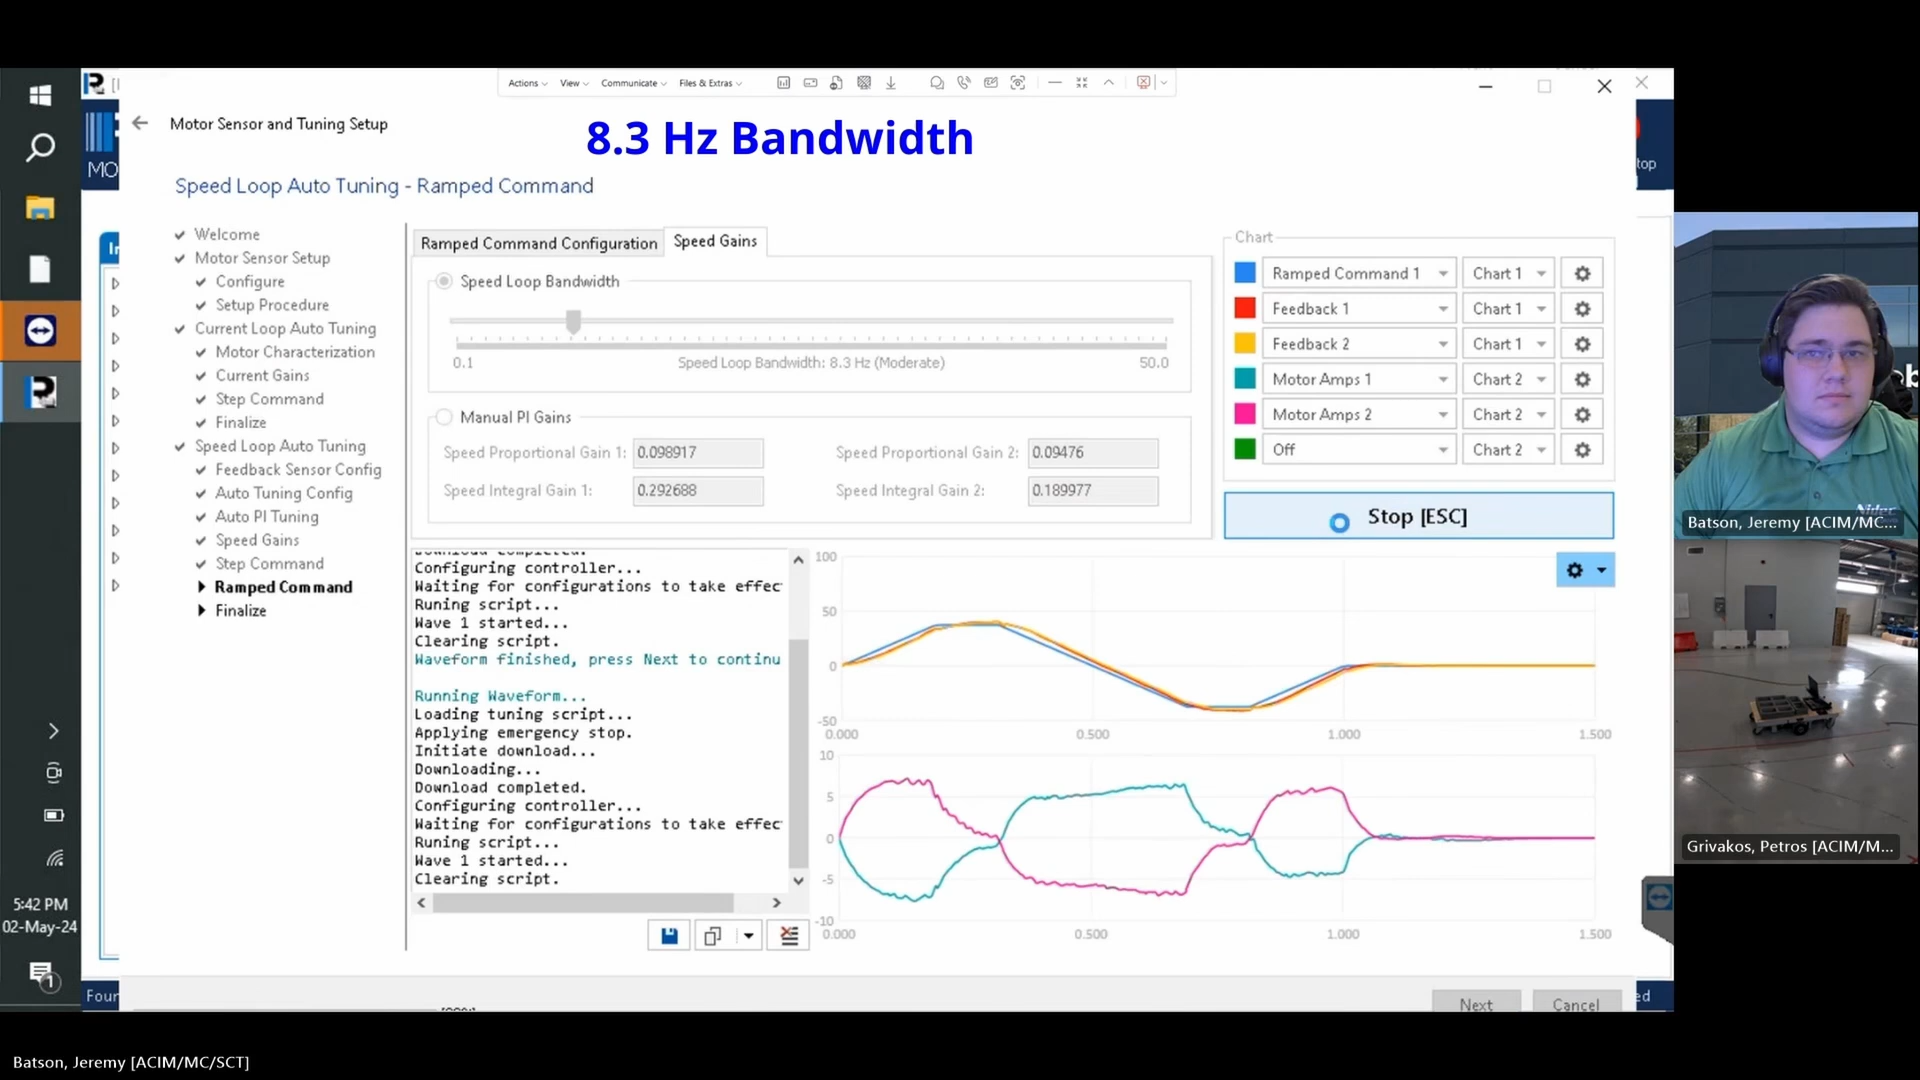 Actions
View
Communicate
Files & Extras
Motor Sensor and Tuning Setup
8.3 Hz Bandwidth
MO
top
Speed Loop Auto Tuning - Ramped Command
Welcome
Motor Sensor Setup
Configure
Setup Procedure
Current Loop Auto Tuning
Motor Characterization
Current Gains
Step Command
Finalize
Speed Loop Auto Tuning
Feedback Sensor Config
Auto Tuning Config
Auto PI Tuning
Speed Gains
Step Command
Ramped Command
Finalize
Ramped Command Configuration
Speed Gains
Speed Loop Bandwidth
0.1
Speed Loop Bandwidth: 8.3 Hz (Moderate)
50.0
Manual PI Gains
Speed Proportional Gain 1: 0.098917
Speed Proportional Gain 2: 0.09476
Speed Integral Gain 1: 0.292688
Speed Integral Gain 2: 0.189977
Chart
Ramped Command 1 Chart 1
Feedback 1 Chart 1
Feedback 2 Chart 1
Motor Amps 1 Chart 2
Motor Amps 2 Chart 2
Off Chart 2
Stop [ESC]
Download completed.
Configuring controller...
Waiting for configurations to take effec
Runing script...
Wave 1 started...
Clearing script.
Waveform finished, press Next to continu
Running Waveform...
Loading tuning script...
Applying emergency stop.
Initiate download...
Downloading...
Download completed.
Configuring controller...
Waiting for configurations to take effec
Runing script...
Wave 1 started...
Clearing script.
100
50
0
-50
0.000 0.500 1.000 1.500
10
5
0
-5
-10
0.000 0.500 1.000 1.500
Next
Cancel
Four
ed
5:42 PM
02-May-24
1
Nidec
Batson, Jeremy [ACIM/MC...
Grivakos, Petros [ACIM/M...
Batson, Jeremy [ACIM/MC/SCT]